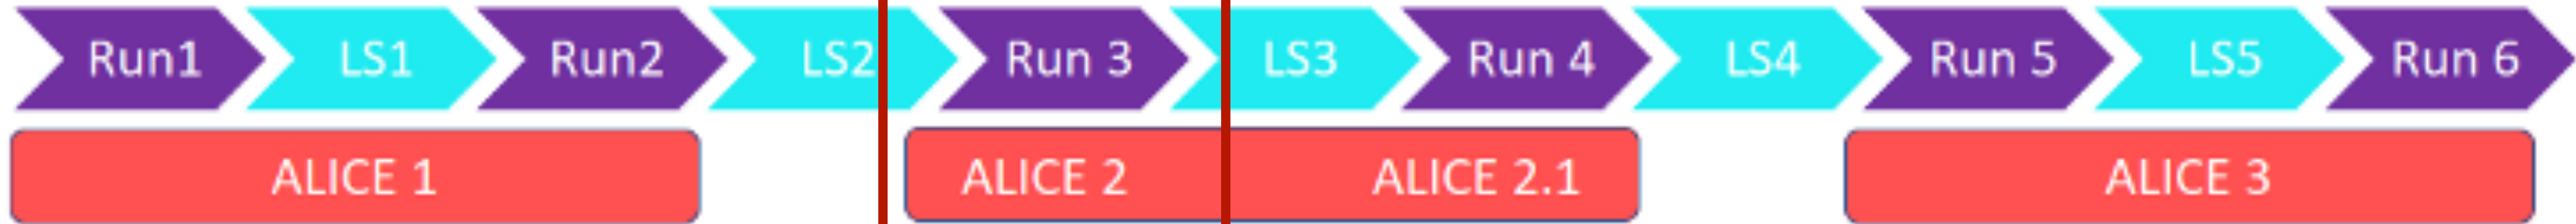 Run1 LS1 Run2 LS2 Run 3 LS3 Run 4 LS4 Run 5 LS5 Run 6
ALICE 1 ALICE 2 ALICE 2.1 ALICE 3